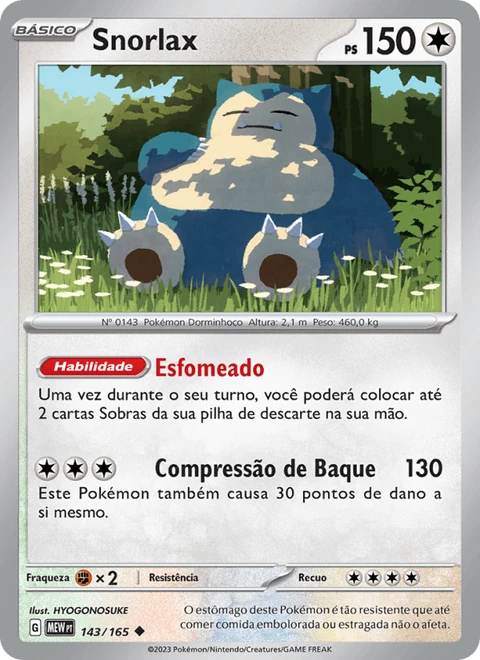 BÁSICO
Snorlax
PS 150
Nº 0143 Pokémon Dorminhoco Altura: 2,1 m Peso: 460,0 kg
Habilidade Esfomeado
Uma vez durante o seu turno, você poderá colocar até
2 cartas Sobras da sua pilha de descarte na sua mão.
Compressão de Baque 130
Este Pokémon também causa 30 pontos de dano a
si mesmo.
Fraqueza × 2 Resistência Recuo
Ilust. HYOGONOSUKE
G MEW PT 143/165
O estômago deste Pokémon é tão resistente que até
comer comida embolorada ou estragada não o afeta.
©2023 Pokémon/Nintendo/Creatures/GAME FREAK